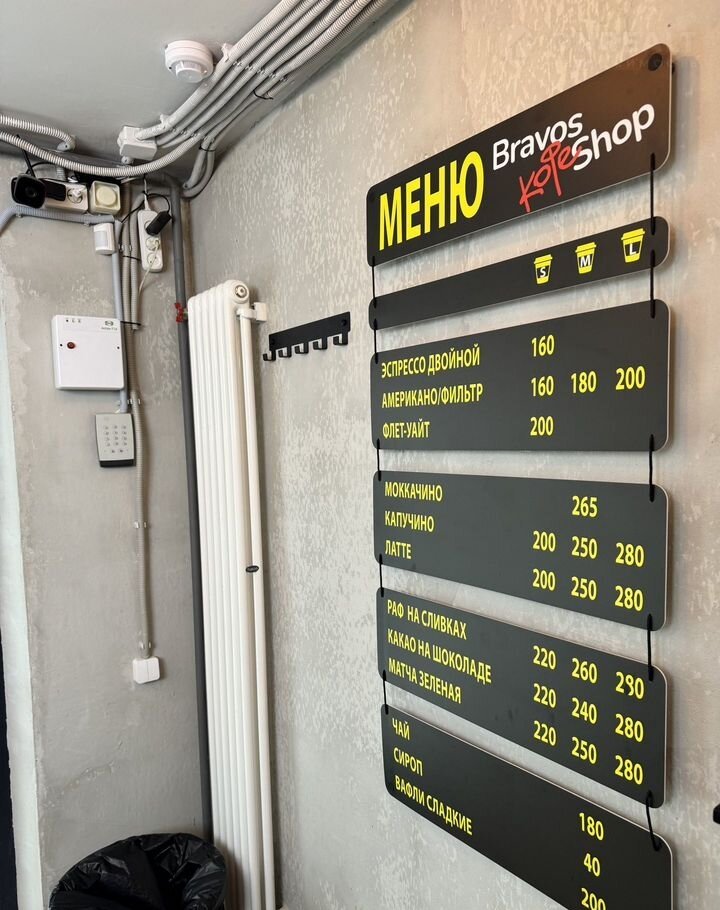 МЕНЮ Bravos
Кофе Shop
S M L
ЭСПРЕССО ДВОЙНОЙ 160
АМЕРИКАНО/ФИЛЬТР 160 180 200
ФЛЕТ-УАЙТ 200
МОККАЧИНО 265
КАПУЧИНО 200 250 280
ЛАТТЕ 200 250 280
РАФ НА СЛИВКАХ 220 260 280
КАКАО НА ШОКОЛАДЕ 220 240 280
МАТЧА ЗЕЛЕНАЯ 220 250 280
ЧАЙ 180
СИРОП 40
ВАФЛИ СЛАДКИЕ 200